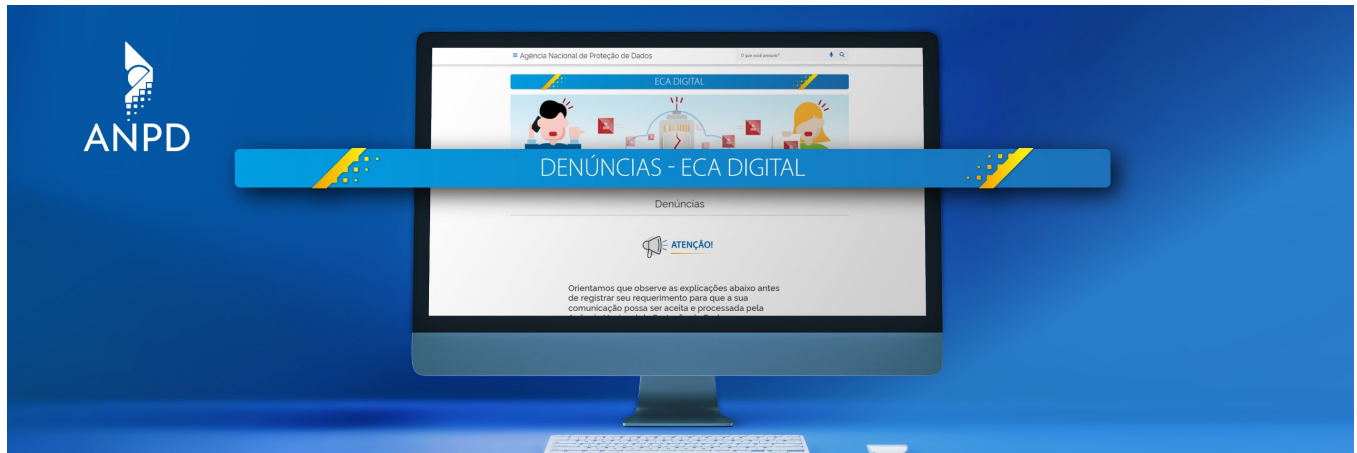 ANPD
Agência Nacional de Proteção de Dados
O que você procura?
ECA DIGITAL
DENÚNCIAS - ECA DIGITAL
Denúncias
ATENÇÃO!
Orientamos que observe as explicações abaixo antes
de registrar seu requerimento para que a sua
comunicação possa ser aceita e processada pela